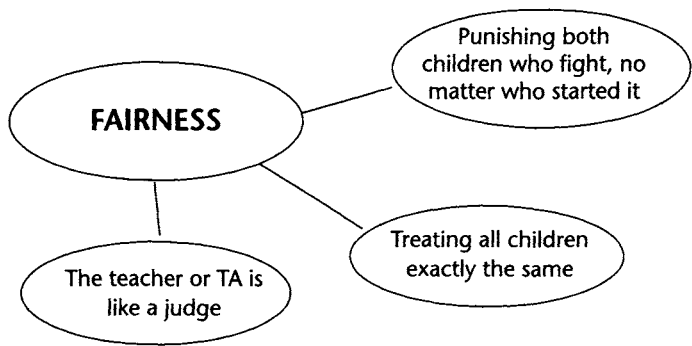 FAIRNESS
Punishing both
children who fight, no
matter who started it
Treating all children
exactly the same
The teacher or TA is
like a judge